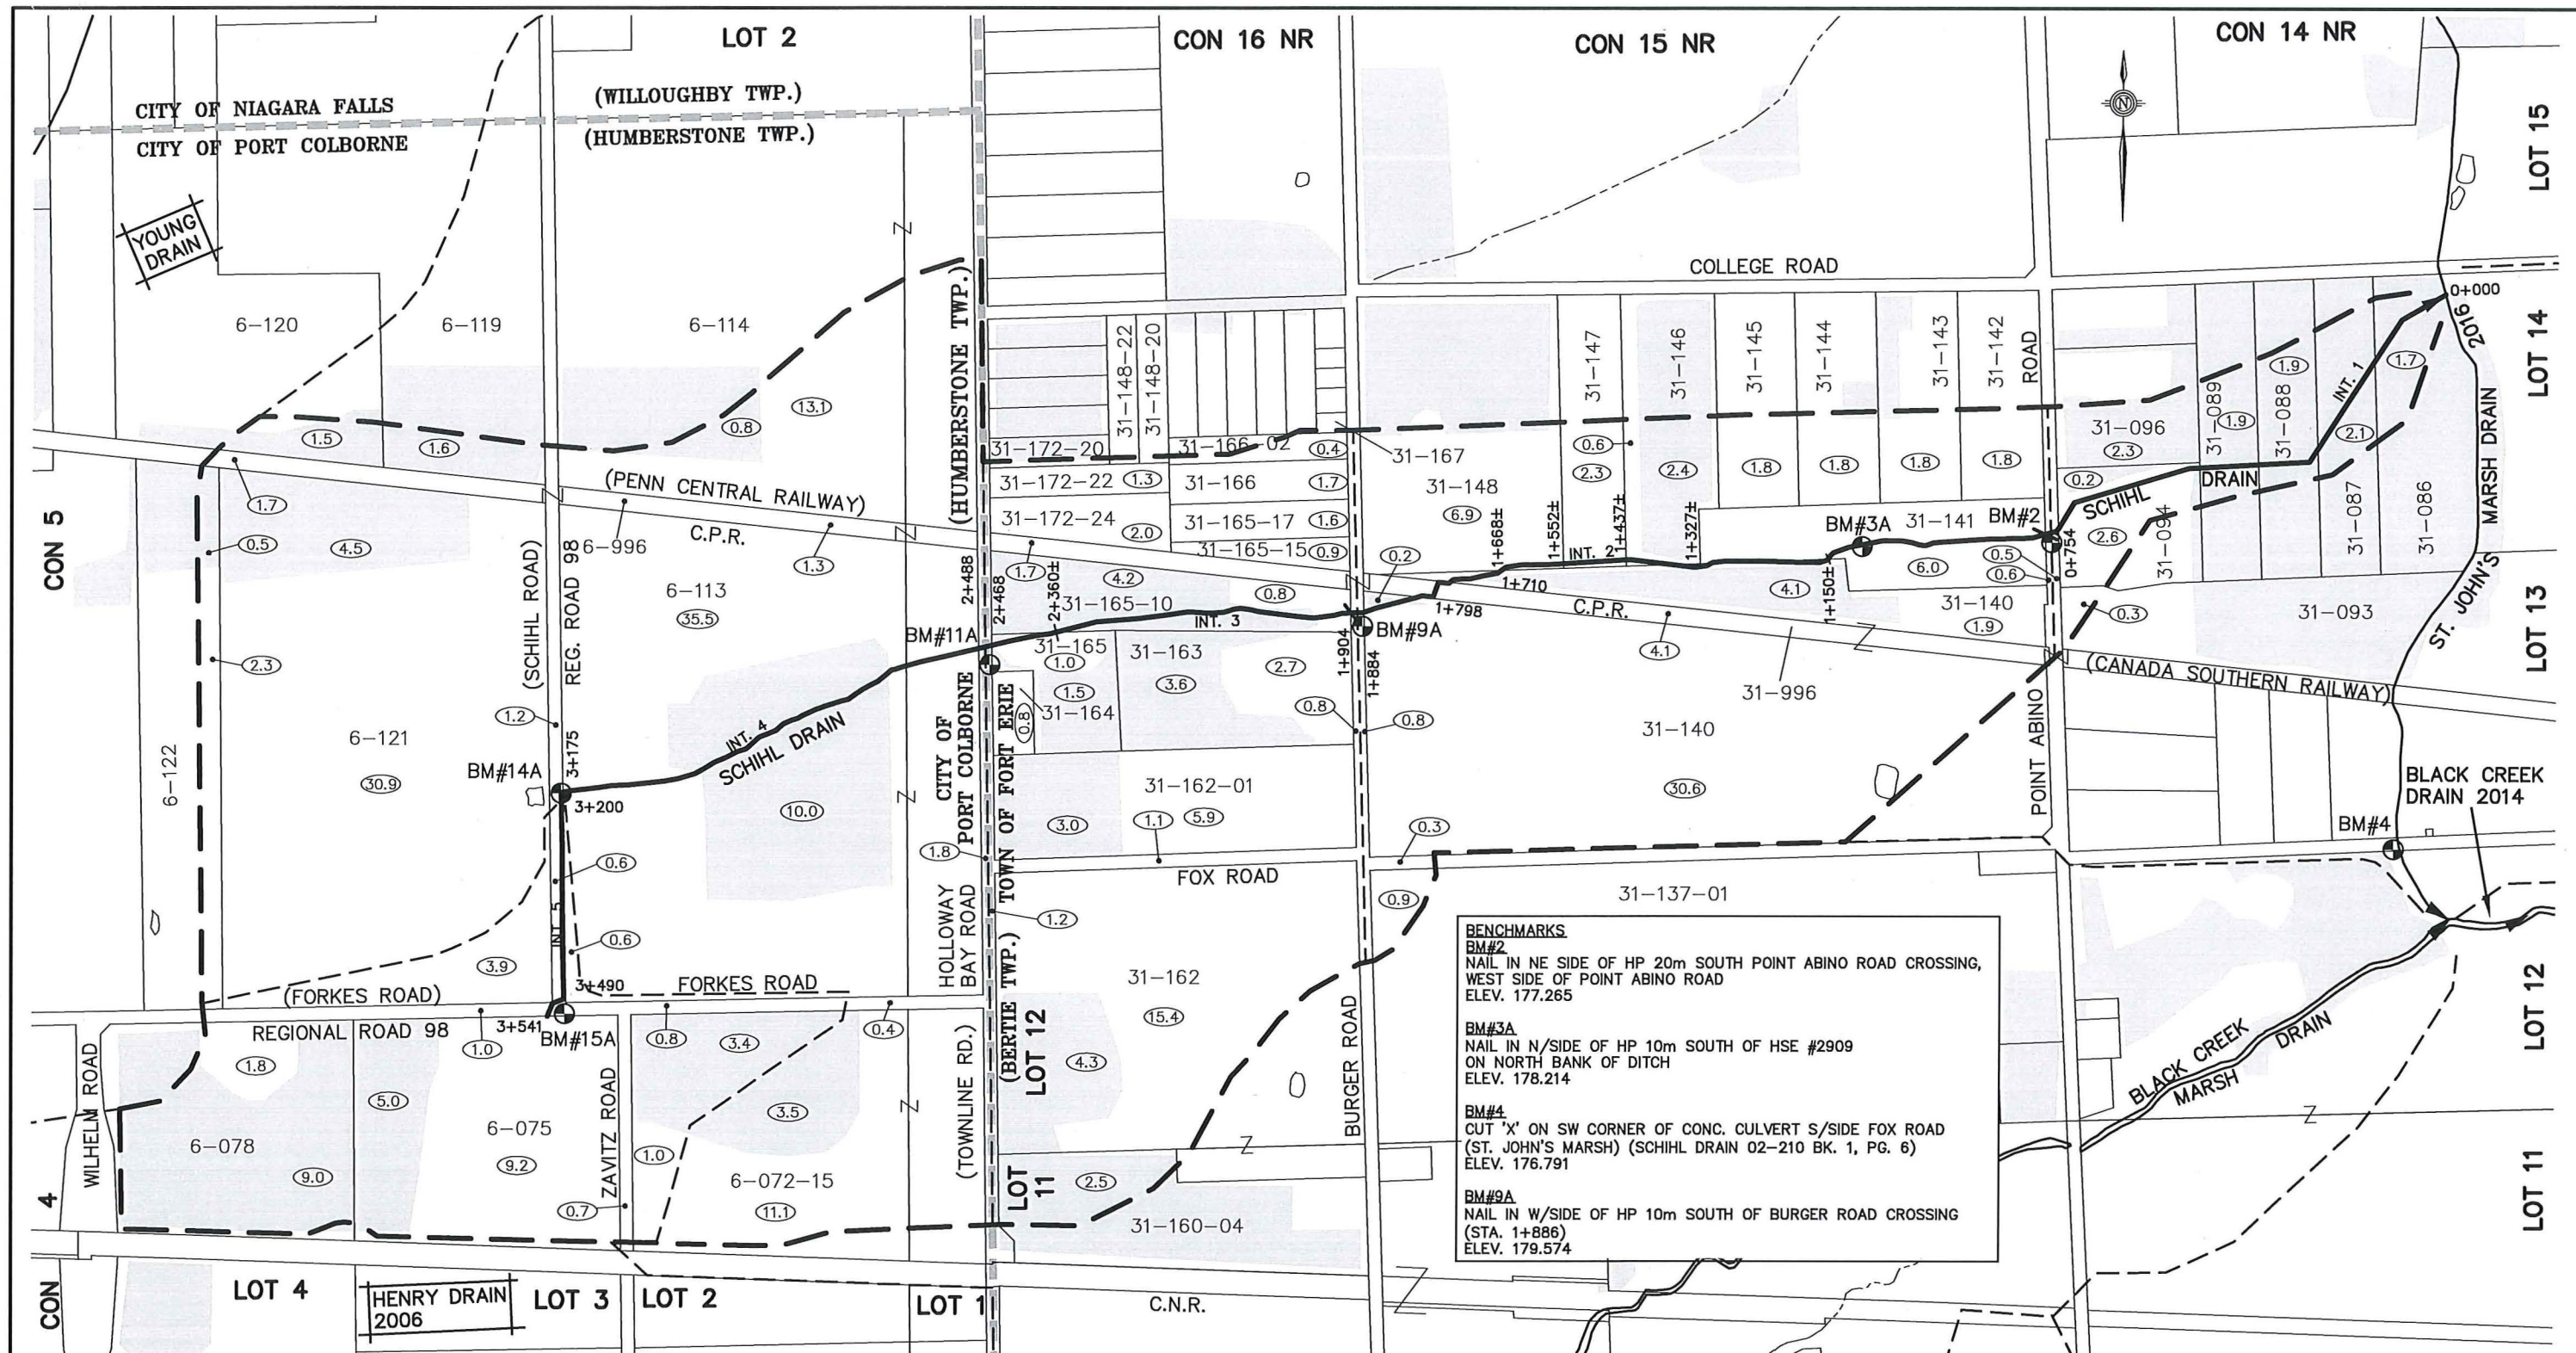 LOT 2
CON 16 NR
CON 15 NR
CON 14 NR
CITY OF NIAGARA FALLS
CITY OF PORT COLBORNE
(WILLOUGHBY TWP.)
(HUMBERSTONE TWP.)
N
LOT 15
YOUNG
DRAIN
COLLEGE ROAD
6-120
6-119
6-114
(HUMBERSTONE TWP.)
31-148-22
31-148-20
31-147
31-146
31-145
31-144
31-143
31-142
ROAD
0+000
2016
LOT 14
1.5
1.6
0.8
13.1
31-172-20
31-166-02
0.4
31-167
0.6
2.3
2.4
1.8
1.8
1.8
1.8
31-096
2.3
31-089
1.9
31-088
1.9
INT. 1
1.7
2.1
1.7
(PENN CENTRAL RAILWAY)
C.P.R.
31-172-22
1.3
31-166
1.7
31-148
6.9
0.2
SCHIHL
DRAIN
31-172-24
2.0
31-165-17
1.6
31-165-15
0.9
1+668±
1+552±
1+437±
1+327±
BM#3A
31-141
BM#2
2.6
31-094
31-087
31-086
MARSH DRAIN
CON 5
0.5
4.5
(SCHIHL ROAD)
REG. ROAD 98
6-996
1.3
6-113
35.5
2+488
2+468
2+360±
1.7
4.2
31-165-10
0.8
0.2
INT. 2
1+710
1+798
C.P.R.
4.1
1+150±
6.0
0.5
0.6
0+754
31-140
1.9
0.3
31-093
ST. JOHN'S
LOT 13
2.3
BM#11A
INT. 3
31-165
1.0
31-163
2.7
1+904
1+884
BM#9A
4.1
31-996
(CANADA SOUTHERN RAILWAY)
1.5
3.6
31-164
0.8
0.8
0.8
31-140
30.6
POINT ABINO
6-122
6-121
30.9
1.2
BM#14A
3+175
3+200
INT. 4
SCHIHL DRAIN
10.0
CITY OF
PORT COLBORNE
TOWN OF FORT ERIE
31-162-01
3.0
1.1
5.9
BLACK CREEK
DRAIN 2014
BM#4
1.8
0.3
FOX ROAD
0.6
INT 5
0.6
HOLLOWAY
BAY ROAD
(BERTIE TWP.)
1.2
0.9
31-137-01
3.9
(FORKES ROAD)
3+490
FORKES ROAD
31-162
15.4
BURGER ROAD
REGIONAL ROAD 98
1.0
3+541
BM#15A
0.8
0.4
3.4
(TOWNLINE RD.)
LOT 12
4.3
BENCHMARKS
BM#2
NAIL IN NE SIDE OF HP 20m SOUTH POINT ABINO ROAD CROSSING,
WEST SIDE OF POINT ABINO ROAD
ELEV. 177.265
BM#3A
NAIL IN N/SIDE OF HP 10m SOUTH OF HSE #2909
ON NORTH BANK OF DITCH
ELEV. 178.214
BM#4
CUT 'X' ON SW CORNER OF CONC. CULVERT S/SIDE FOX ROAD
(ST. JOHN'S MARSH) (SCHIHL DRAIN 02-210 BK. 1, PG. 6)
ELEV. 176.791
BM#9A
NAIL IN W/SIDE OF HP 10m SOUTH OF BURGER ROAD CROSSING
(STA. 1+886)
ELEV. 179.574
BLACK CREEK
MARSH
DRAIN
LOT 12
WILHELM ROAD
1.8
5.0
6-078
9.0
6-075
9.2
ZAVITZ ROAD
3.5
1.0
6-072-15
11.1
0.7
LOT
11
2.5
31-160-04
LOT 11
4
CON
LOT 4
HENRY DRAIN
2006
LOT 3
LOT 2
LOT 1
C.N.R.